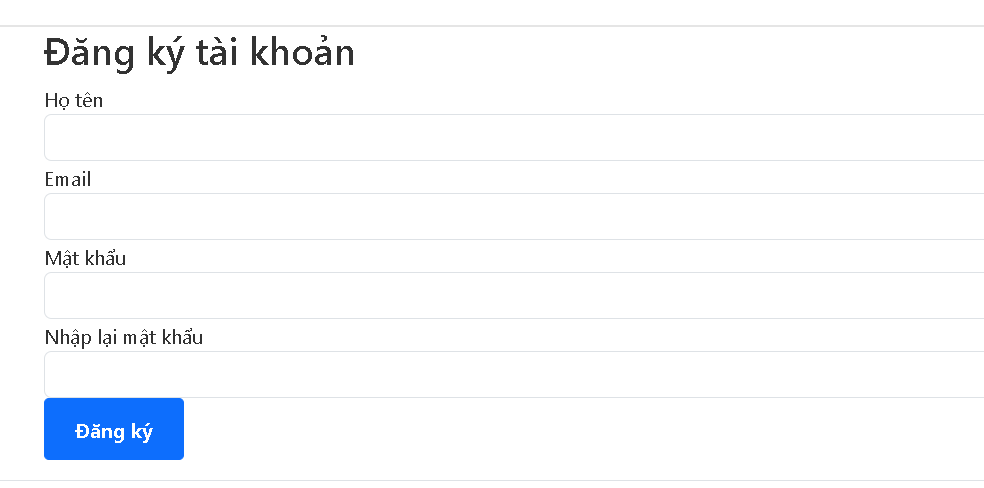 Đăng ký tài khoản
Họ tên
Email
Mật khẩu
Nhập lại mật khẩu
Đăng ký